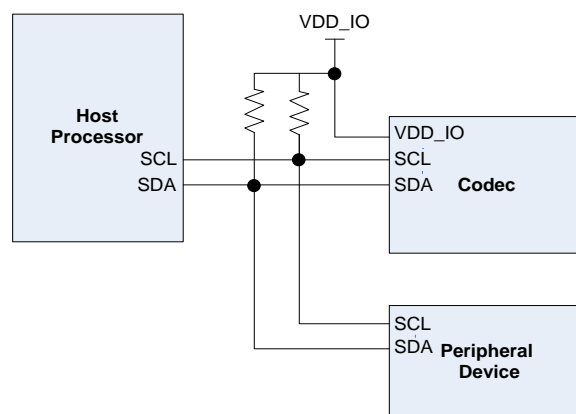 VDD_IO
Host
Processor
SCL
SDA
VDD_IO
SCL
SDA
Codec
SCL
SDA
Peripheral
Device